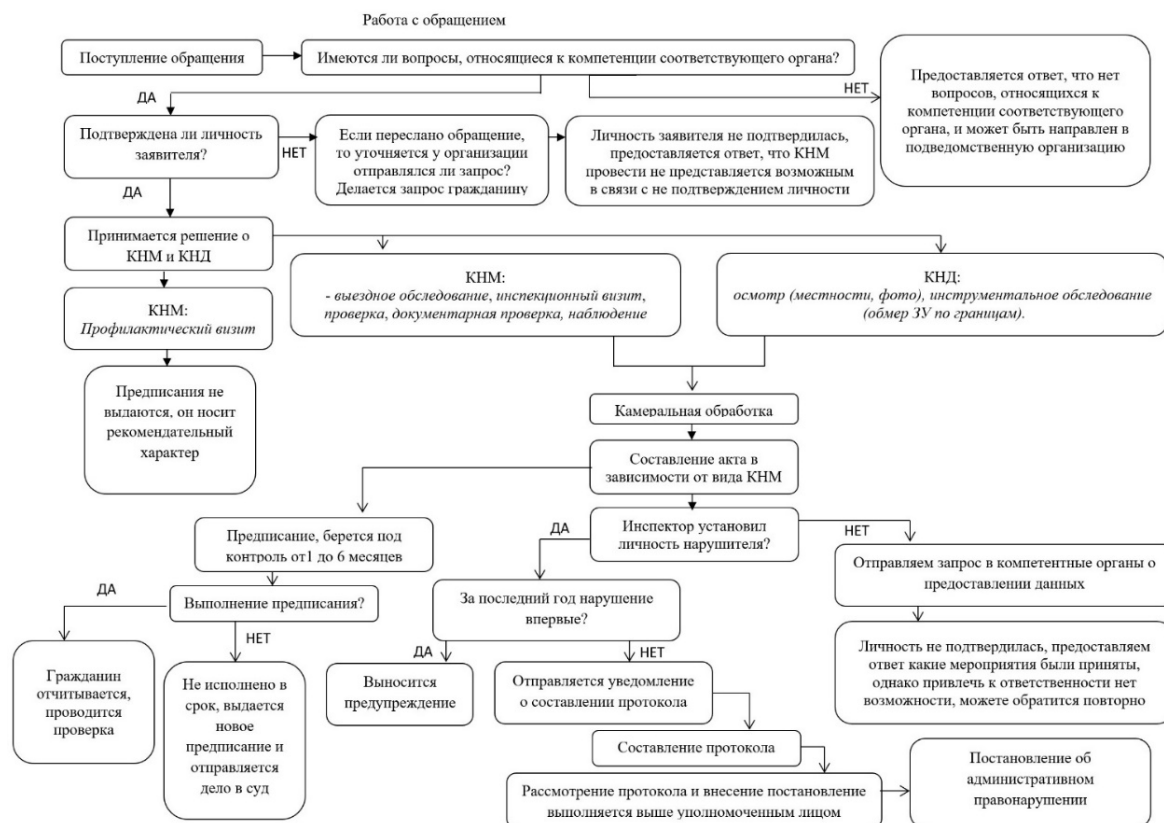 Работа с обращением
Поступление обращения
Имеются ли вопросы, относящиеся к компетенции соответствующего органа?
ДА
НЕТ
Предоставляется ответ, что нет
вопросов, относящихся к
компетенции соответствующего
органа, и может быть направлен в
подведомственную организацию
Подтверждена ли личность
заявителя?
НЕТ
Если переслано обращение,
то уточняется у организации
отправлялся ли запрос?
Делается запрос гражданину
Личность заявителя не подтвердилась,
предоставляется ответ, что КНМ
провести не представляется возможным
в связи с не подтверждением личности
ДА
Принимается решение о
КНМ и КНД
КНМ:
Профилактический визит
КНМ:
- выездное обследование, инспекционный визит,
проверка, документарная проверка, наблюдение
КНД:
осмотр (местности, фото), инструментальное обследование
(обмер ЗУ по границам).
Предписания не
выдаются, он носит
рекомендательный
характер
Камеральная обработка
Составление акта в
зависимости от вида КНМ
Предписание, берется под
контроль от1 до 6 месяцев
ДА
Инспектор установил
личность нарушителя?
НЕТ
Отправляем запрос в компетентные органы о
предоставлении данных
ДА
Выполнение предписания?
НЕТ
За последний год нарушение
впервые?
ДА
НЕТ
Личность не подтвердилась, предоставляем
ответ какие мероприятия были приняты,
однако привлечь к ответственности нет
возможности, можете обратится повторно
Гражданин
отчитывается,
проводится
проверка
Не исполнено в
срок, выдается
новое
предписание и
отправляется
дело в суд
Выносится
предупреждение
Отправляется уведомление
о составлении протокола
Составление протокола
Рассмотрение протокола и внесение постановление
выполняется выше уполномоченным лицом
Постановление об
административном
правонарушении